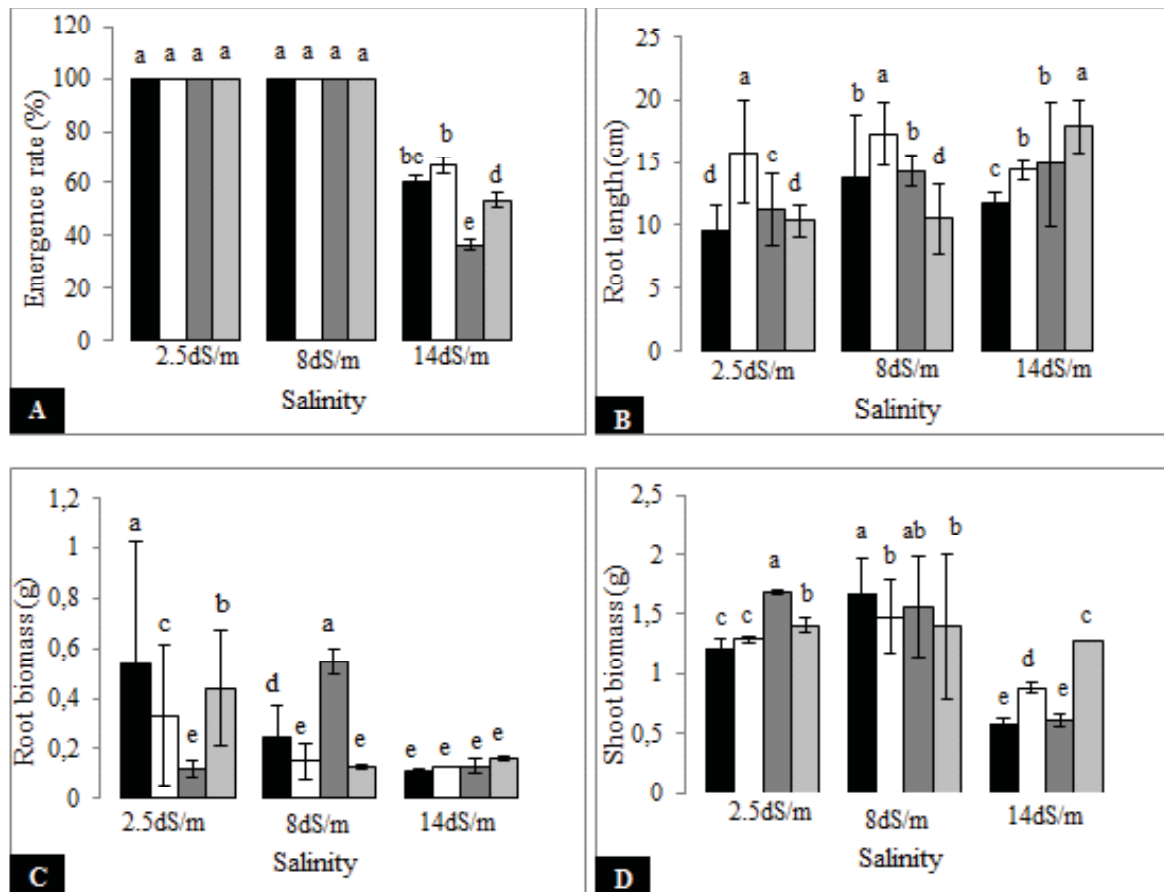 Emergence rate (%)
120
100
80
60
40
20
0
a a a a
a a a a
bc b e d
2.5dS/m 8dS/m 14dS/m
Salinity
A
Root length (cm)
25
20
15
10
5
0
d a c d
b a b d
c b b a
2.5dS/m 8dS/m 14dS/m
Salinity
B
Root biomass (g)
1,2
1
0,8
0,6
0,4
0,2
0
a c a b
d e a e
e e e e
2.5dS/m 8dS/m 14dS/m
Salinity
C
Shoot biomass (g)
2,5
2
1,5
1
0,5
0
c c a b
a b ab b
e d e c
2.5dS/m 8dS/m 14dS/m
Salinity
D